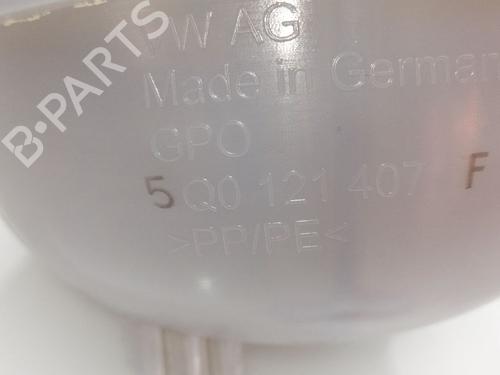 B-PARTS
VW AG
Made in German
GPO
5Q0 121 407 F
>PP/PE<